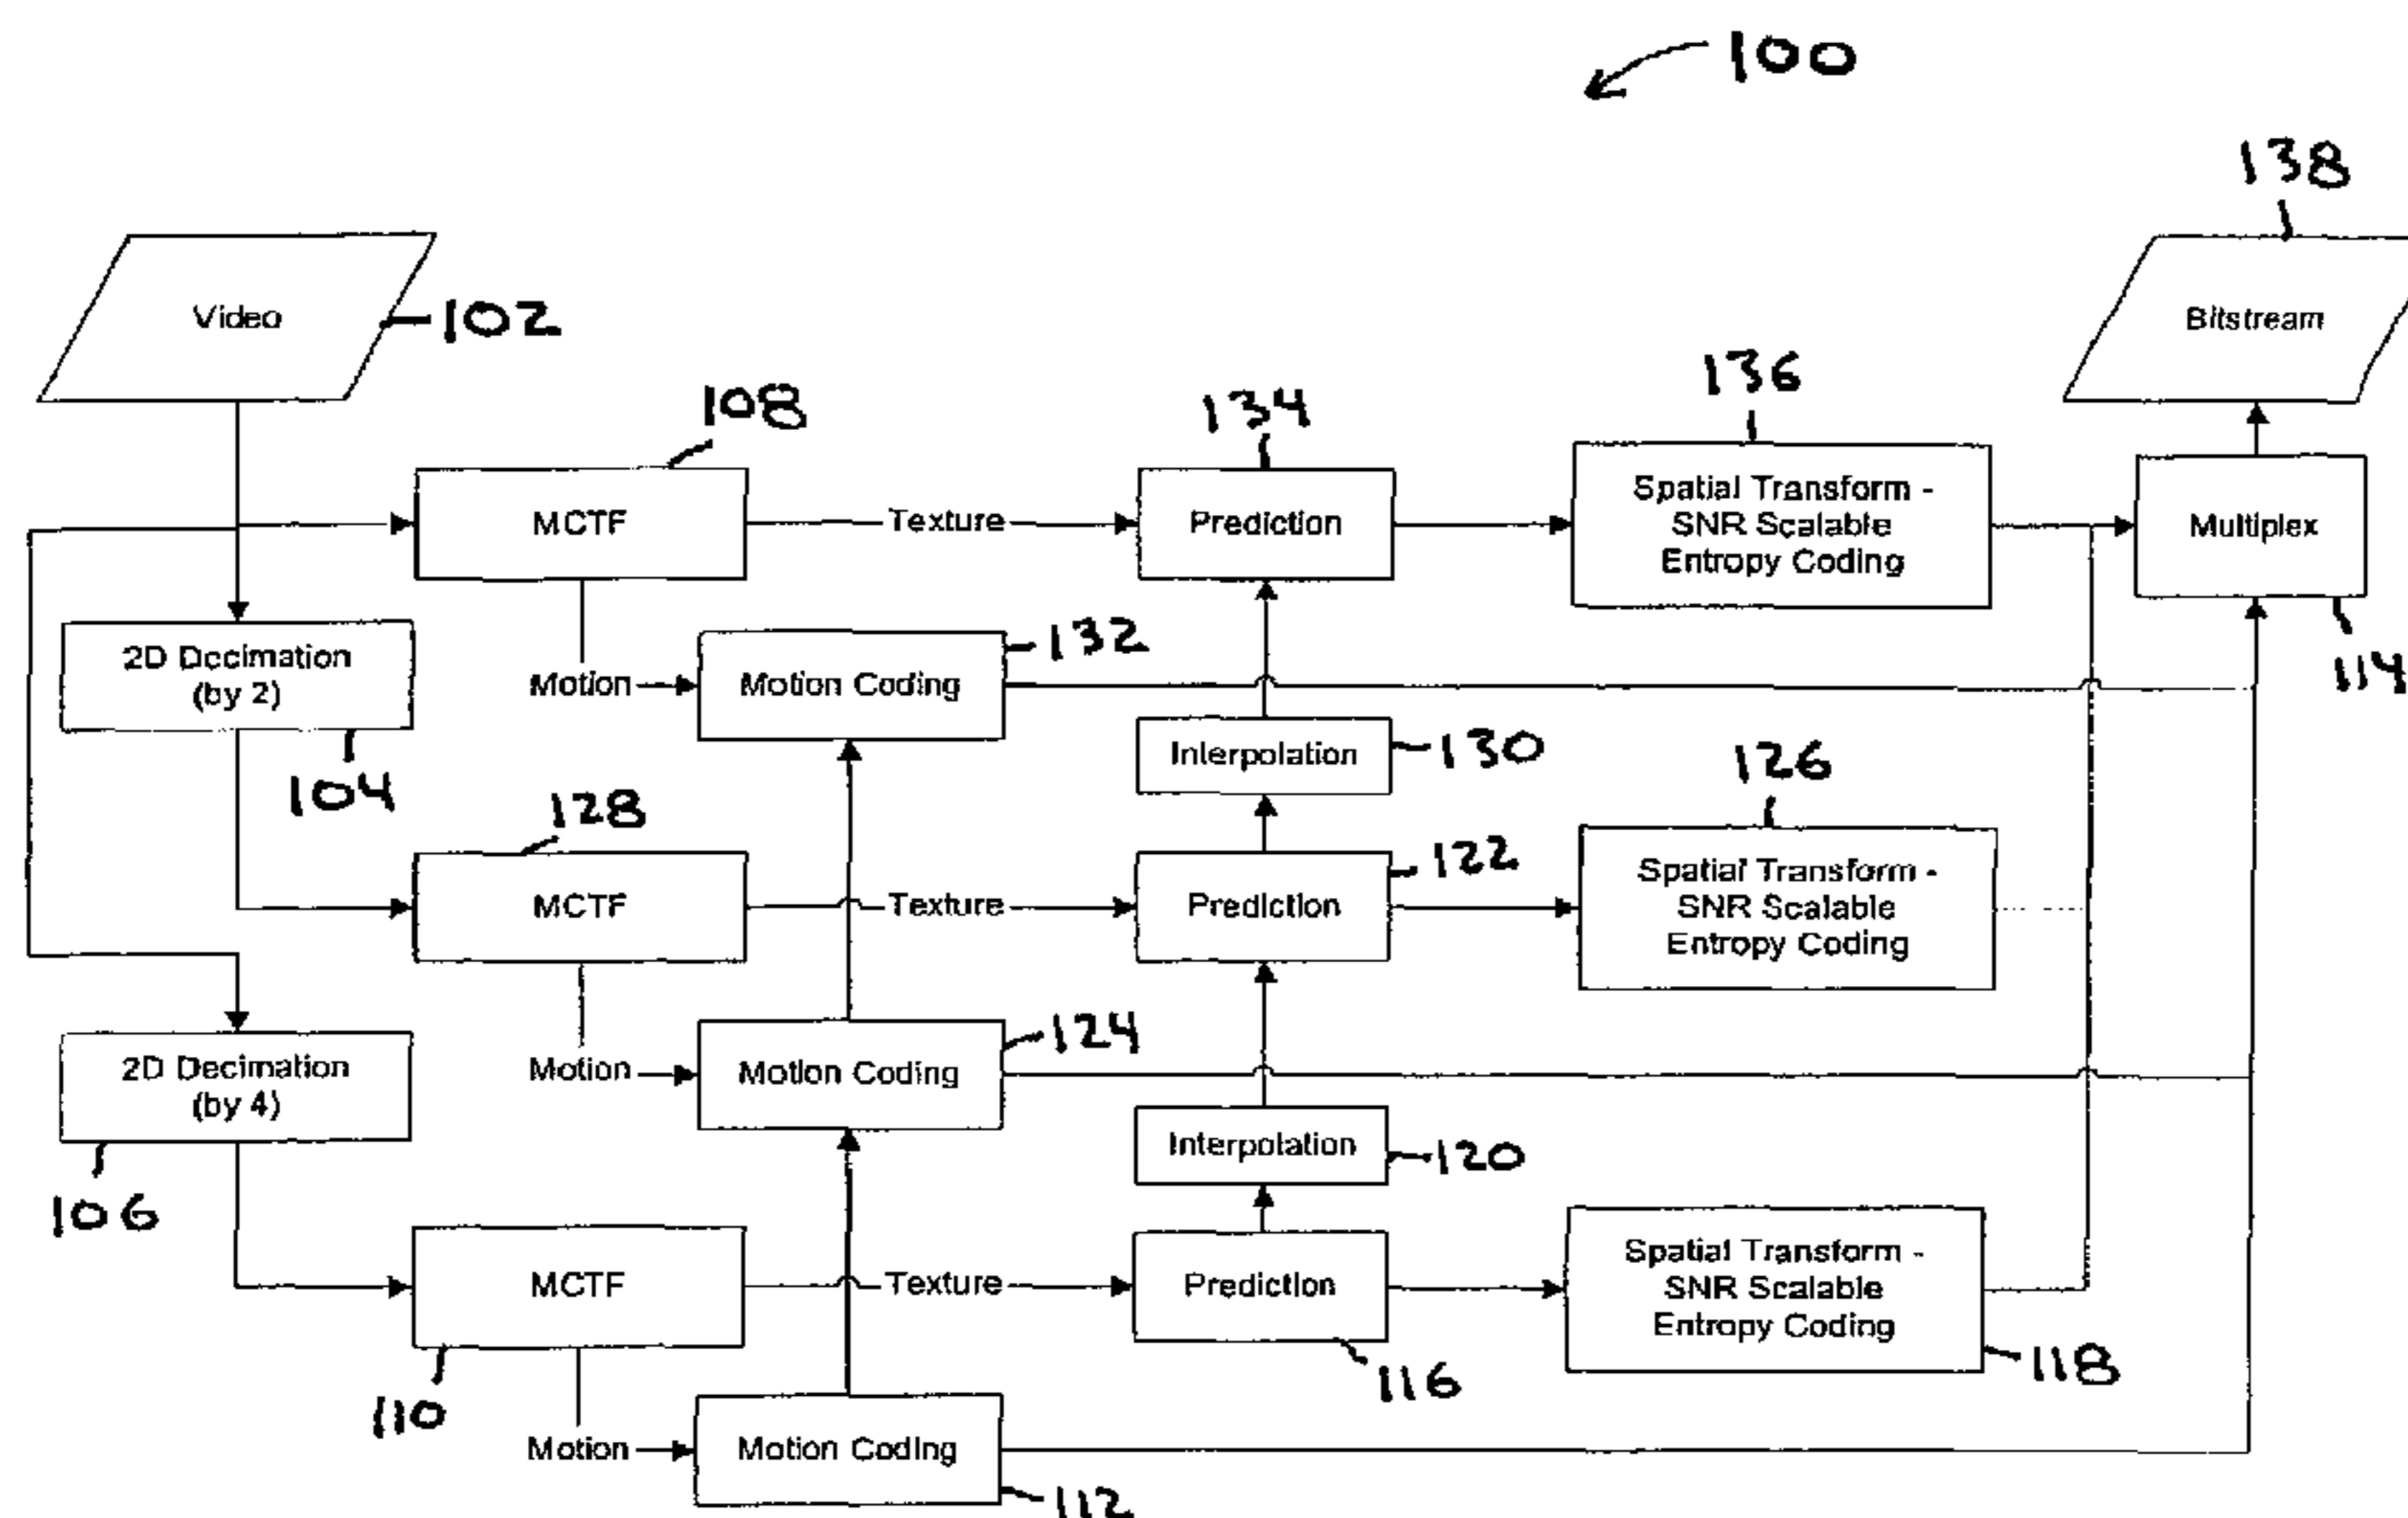 100
138
Video
102
Bitstream
108
134
136
MCTF
Texture
Prediction
Spatial Transform -
SNR Scalable
Entropy Coding
Multiplex
114
2D Decimation
(by 2)
104
Motion
Motion Coding
132
Interpolation
130
128
126
MCTF
Texture
Prediction
122
Spatial Transform -
SNR Scalable
Entropy Coding
Motion
Motion Coding
124
2D Decimation
(by 4)
106
Interpolation
120
MCTF
110
Texture
Prediction
116
Spatial Transform -
SNR Scalable
Entropy Coding
118
Motion
Motion Coding
112